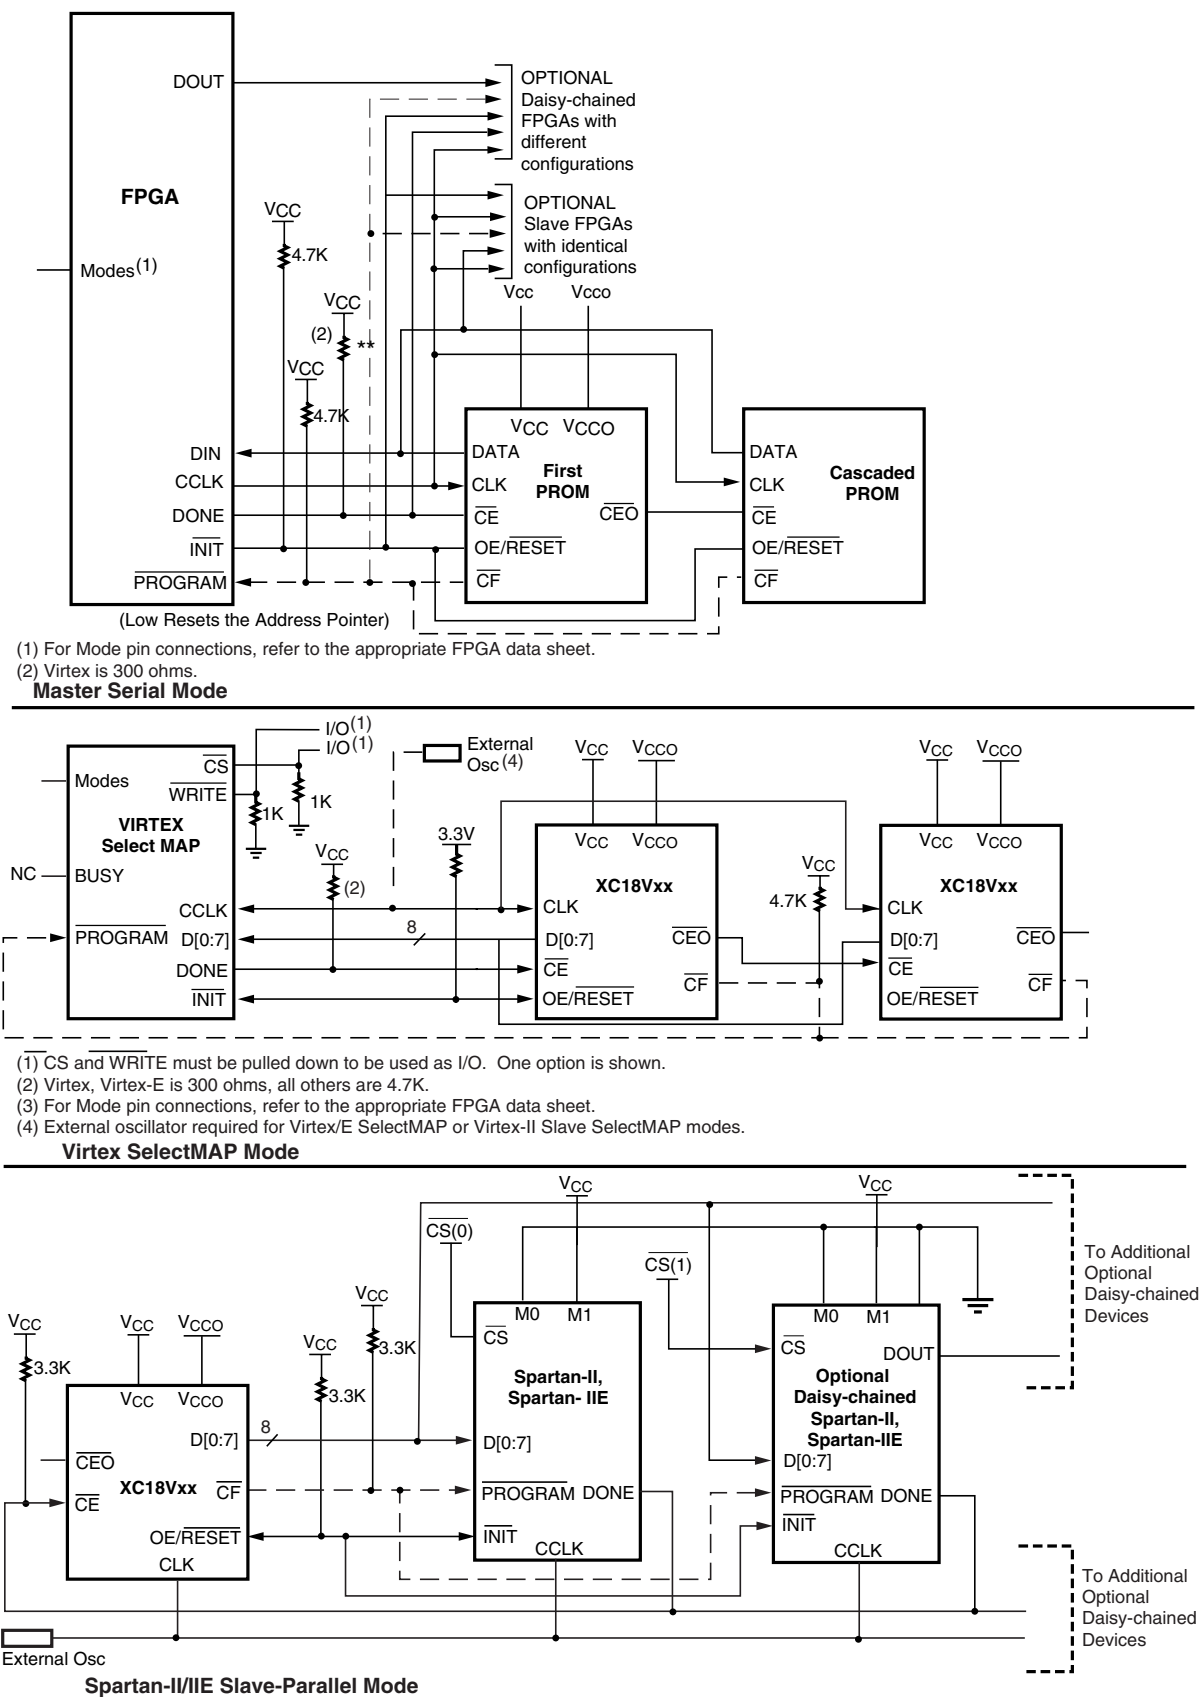 DOUT
OPTIONAL
Daisy-chained
FPGAs with
different
configurations
FPGA
VCC
4.7K
OPTIONAL
Slave FPGAs
with identical
configurations
Modes(1)
VCC
(2)
**
Vcc
Vcco
VCC
4.7K
DIN
CCLK
DONE
INIT
PROGRAM
VCC VCCO
DATA
First
PROM
CLK
CE
CEO
OE/RESET
CF
DATA
Cascaded
PROM
CLK
CE
OE/RESET
CF
(Low Resets the Address Pointer)
(1) For Mode pin connections, refer to the appropriate FPGA data sheet.
(2) Virtex is 300 ohms.
Master Serial Mode
I/O(1)
I/O(1)
CS
Modes
WRITE
1K
1K
VIRTEX
Select MAP
NC
BUSY
VCC
(2)
External
Osc(4)
3.3V
CCLK
PROGRAM
D[0:7]
8
DONE
INIT
VCC
VCCO
VCC
VCCO
XC18Vxx
CLK
D[0:7]
CEO
CE
CF
OE/RESET
VCC
4.7K
VCC
VCCO
VCC
VCCO
XC18Vxx
CLK
D[0:7]
CEO
CE
CF
OE/RESET
(1) CS and WRITE must be pulled down to be used as I/O. One option is shown.
(2) Virtex, Virtex-E is 300 ohms, all others are 4.7K.
(3) For Mode pin connections, refer to the appropriate FPGA data sheet.
(4) External oscillator required for Virtex/E SelectMAP or Virtex-II Slave SelectMAP modes.
Virtex SelectMAP Mode
VCC
VCC
CS(0)
CS(1)
To Additional
Optional
Daisy-chained
Devices
VCC
3.3K
VCC
VCCO
VCC
3.3K
VCC
3.3K
VCC
VCCO
D[0:7]
8
CEO
XC18Vxx
CF
CE
OE/RESET
CLK
M0
M1
CS
Spartan-II,
Spartan- IIE
D[0:7]
PROGRAM DONE
INIT
CCLK
M0
M1
CS
DOUT
Optional
Daisy-chained
Spartan-II,
Spartan-IIE
D[0:7]
PROGRAM DONE
INIT
CCLK
To Additional
Optional
Daisy-chained
Devices
External Osc
Spartan-II/IIE Slave-Parallel Mode